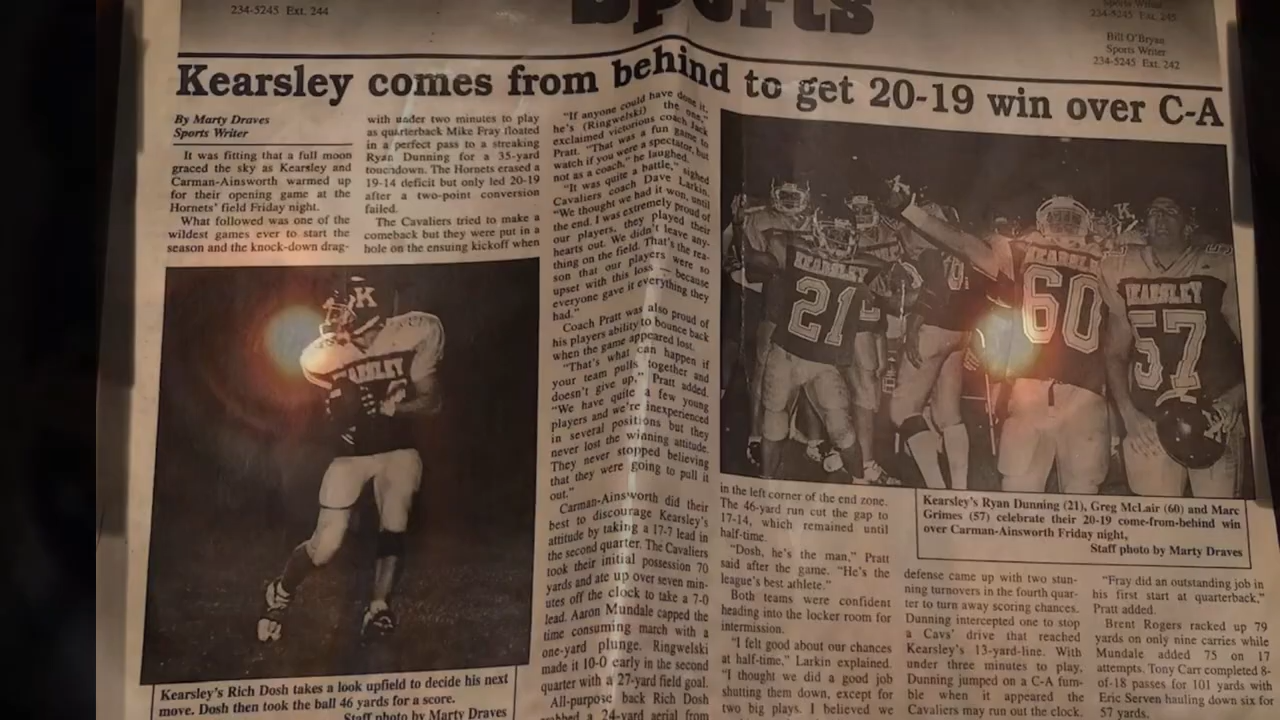 234-5245 Ext. 244
Sports
Sports Writer
234-5245 Ext. 245
Bill O'Bryan
Sports Writer
234-5245 Ext. 242
Kearsley comes from behind to get 20-19 win over C-A
By Marty Draves
Sports Writer
It was fitting that a full moon
graced the sky as Kearsley and
Carman-Ainsworth warmed up
for their opening game at the
Hornets' field Friday night.
What followed was one of the
wildest games ever to start the
season and the knock-down drag-
with under two minutes to play
as quarterback Mike Fray floated
in a perfect pass to a streaking
Ryan Dunning for a 35-yard
touchdown. The Hornets erased a
19-14 deficit but only led 20-19
after a two-point conversion
failed.
The Cavaliers tried to make a
comeback but they were put in a
hole on the ensuing kickoff when
K
KEARSLEY
Kearsley's Rich Dosh takes a look upfield to decide his next
move. Dosh then took the ball 46 yards for a score.
Staff photo by Marty Draves
"If anyone could have done it,
he's (Ringwelski) the one,"
exclaimed victorious coach Jack
Pratt. "That was a fun game to
watch if you were a spectator, but
not as a coach," he laughed.
"It was quite a battle," sighed
Cavaliers coach Dave Larkin.
"We thought we had it won, until
the end. I was extremely proud of
our players, they played their
hearts out. We didn't leave any-
thing on the field. That's the rea-
son that our players were so
upset with this loss — because
everyone gave it everything they
had."
Coach Pratt was also proud of
his players ability to bounce back
when the game appeared lost.
"That's what can happen if
your team pulls together and
doesn't give up," Pratt added.
"We have quite a few young
players and we're inexperienced
in several positions but they
never lost the winning attitude.
They never stopped believing
that they were going to pull it
out."
Carman-Ainsworth did their
best to discourage Kearsley's
attitude by taking a 17-7 lead in
the second quarter. The Cavaliers
took their initial possession 70
yards and ate up over seven min-
utes off the clock to take a 7-0
lead. Aaron Mundale capped the
time consuming march with a
one-yard plunge. Ringwelski
made it 10-0 early in the second
quarter with a 27-yard field goal.
All-purpose back Rich Dosh
grabbed a 24-yard aerial from
KEARSLEY
21
K
60
KEARSLEY
57
Kearsley's Ryan Dunning (21), Greg McLair (60) and Marc
Grimes (57) celebrate their 20-19 come-from-behind win
over Carman-Ainsworth Friday night,
Staff photo by Marty Draves
in the left corner of the end zone.
The 46-yard run cut the gap to
17-14, which remained until
half-time.
"Dosh, he's the man," Pratt
said after the game. "He's the
league's best athlete."
Both teams were confident
heading into the locker room for
intermission.
"I felt good about our chances
at half-time," Larkin explained.
"I thought we did a good job
shutting them down, except for
two big plays. I believed we
defense came up with two stun-
ning turnovers in the fourth quar-
ter to turn away scoring chances.
Dunning intercepted one to stop
a Cavs' drive that reached
Kearsley's 13-yard-line. With
under three minutes to play,
Dunning jumped on a C-A fum-
ble when it appeared the
Cavaliers may run out the clock.
"Fray did an outstanding job in
his first start at quarterback,"
Pratt added.
Brent Rogers racked up 79
yards on only nine carries while
Mundale added 75 on 17
attempts. Tony Carr completed 8-
of-18 passes for 101 yards with
Eric Serven hauling down six for
57 yards.